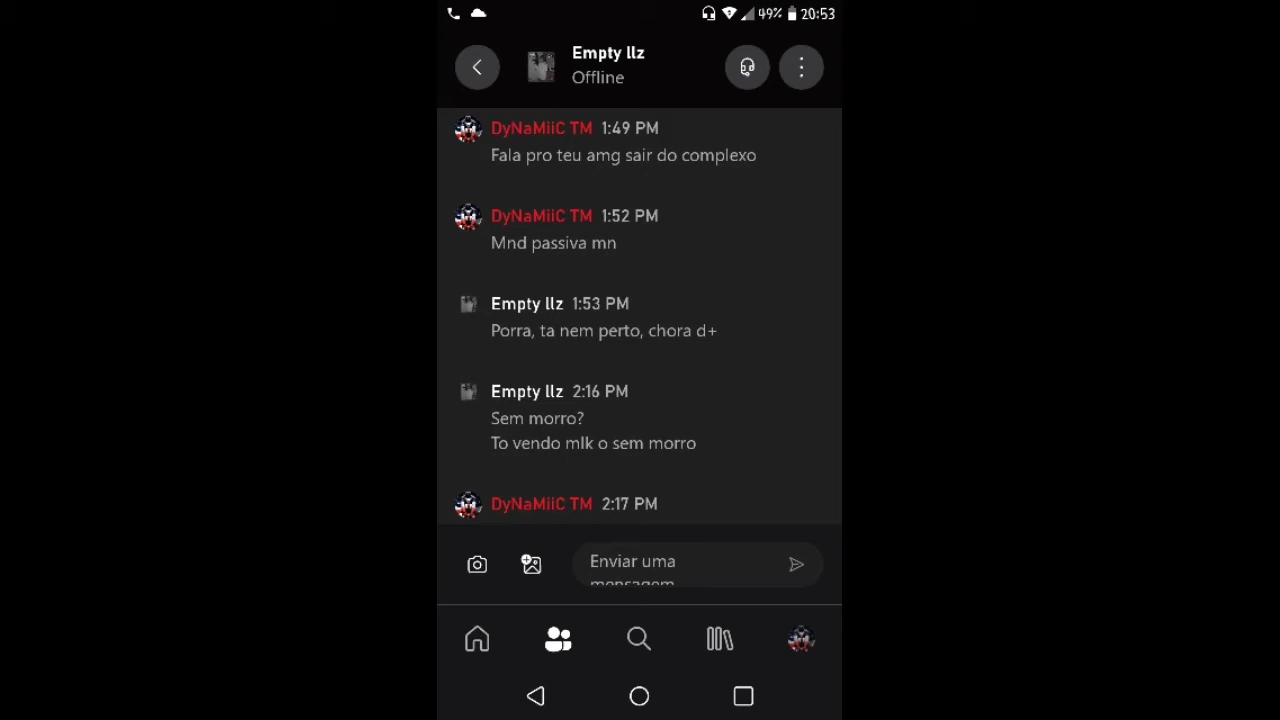 49% 20:53
Empty llz
Offline
DyNaMiiC TM 1:49 PM
Fala pro teu amg sair do complexo
DyNaMiiC TM 1:52 PM
Mnd passiva mn
Empty llz 1:53 PM
Porra, ta nem perto, chora d+
Empty llz 2:16 PM
Sem morro?
To vendo mlk o sem morro
DyNaMiiC TM 2:17 PM
Enviar uma
mensagem